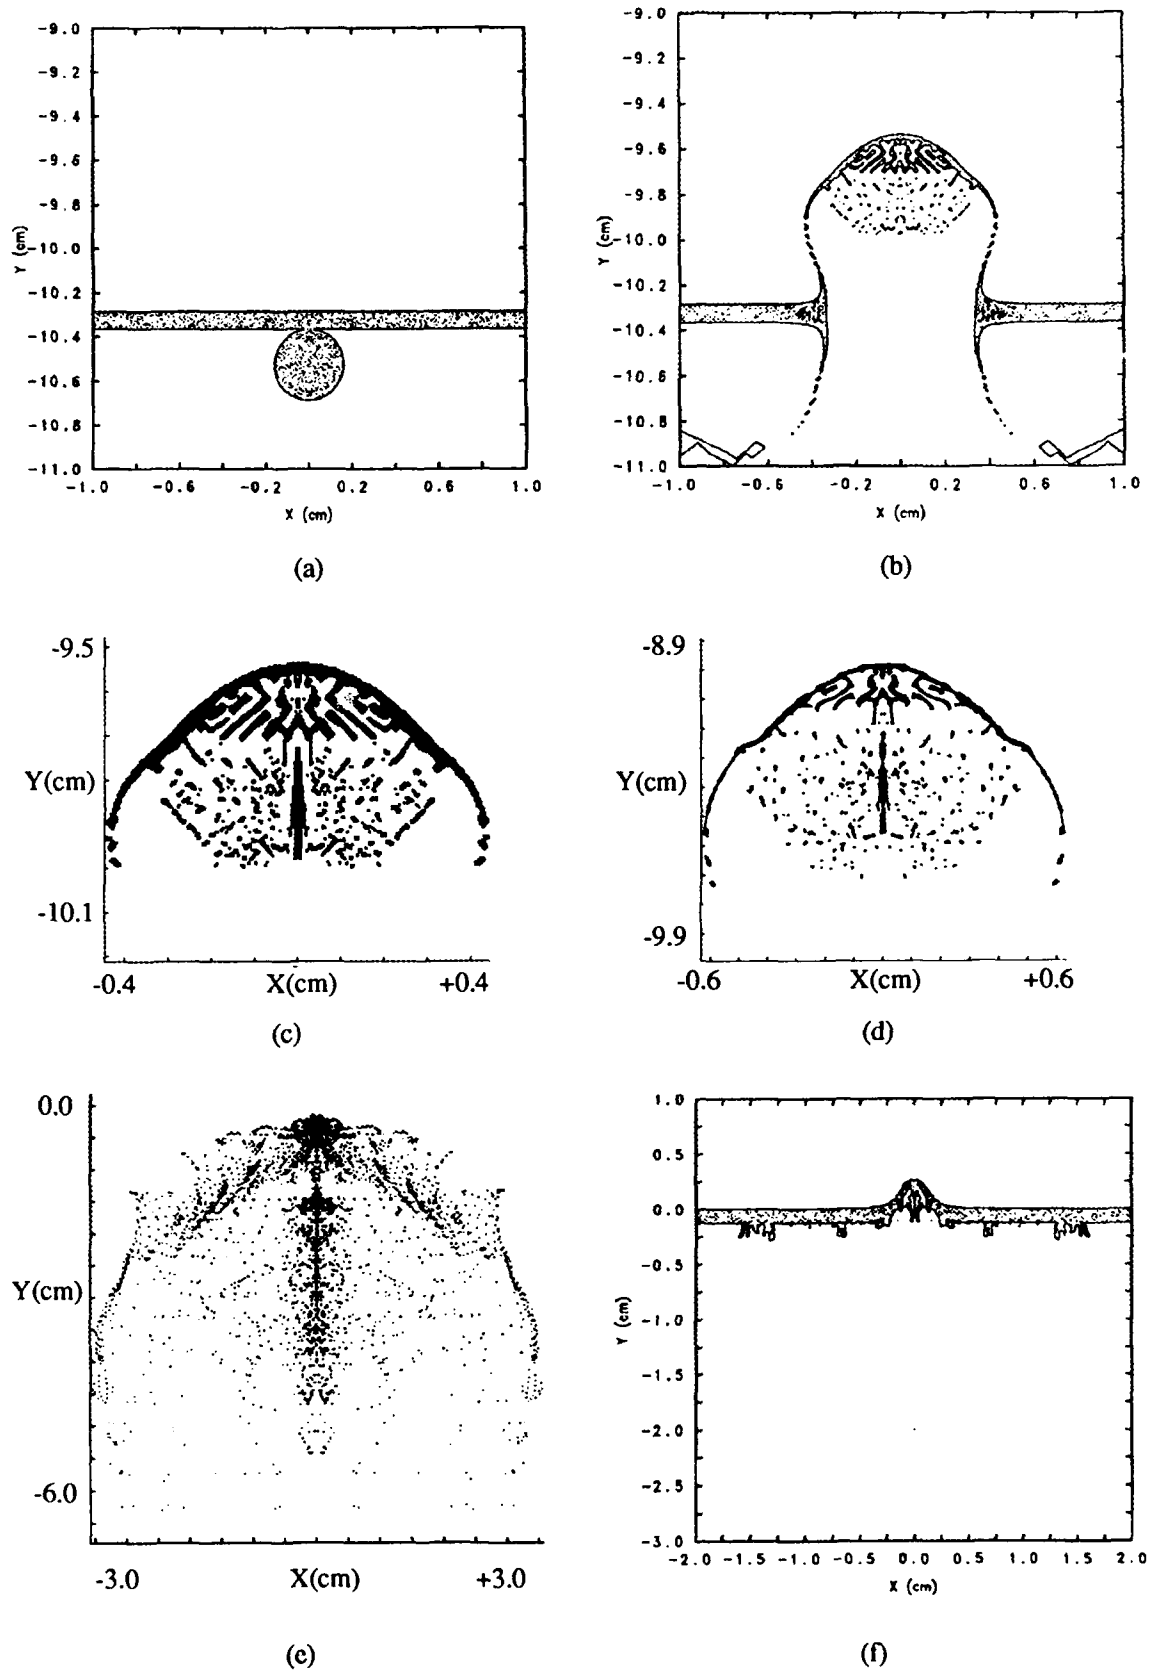 -9.0
-9.2
-9.4
-9.6
-9.8
-10.0
-10.2
-10.4
-10.6
-10.8
-11.0
Y (cm)
-1.0 -0.6 -0.2 0.2 0.6 1.0
X (cm)
(a)
-9.0
-9.2
-9.4
-9.6
-9.8
-10.0
-10.2
-10.4
-10.6
-10.8
-11.0
Y (cm)
-1.0 -0.6 -0.2 0.2 0.6 1.0
X (cm)
(b)
-9.5
Y(cm)
-10.1
-0.4 X(cm) +0.4
(c)
-8.9
Y(cm)
-9.9
-0.6 X(cm) +0.6
(d)
0.0
Y(cm)
-6.0
-3.0 X(cm) +3.0
(e)
1.0
0.5
0.0
-0.5
-1.0
-1.5
-2.0
-2.5
-3.0
Y (cm)
-2.0 -1.5 -1.0 -0.5 0.0 0.5 1.0 1.5 2.0
X (cm)
(f)